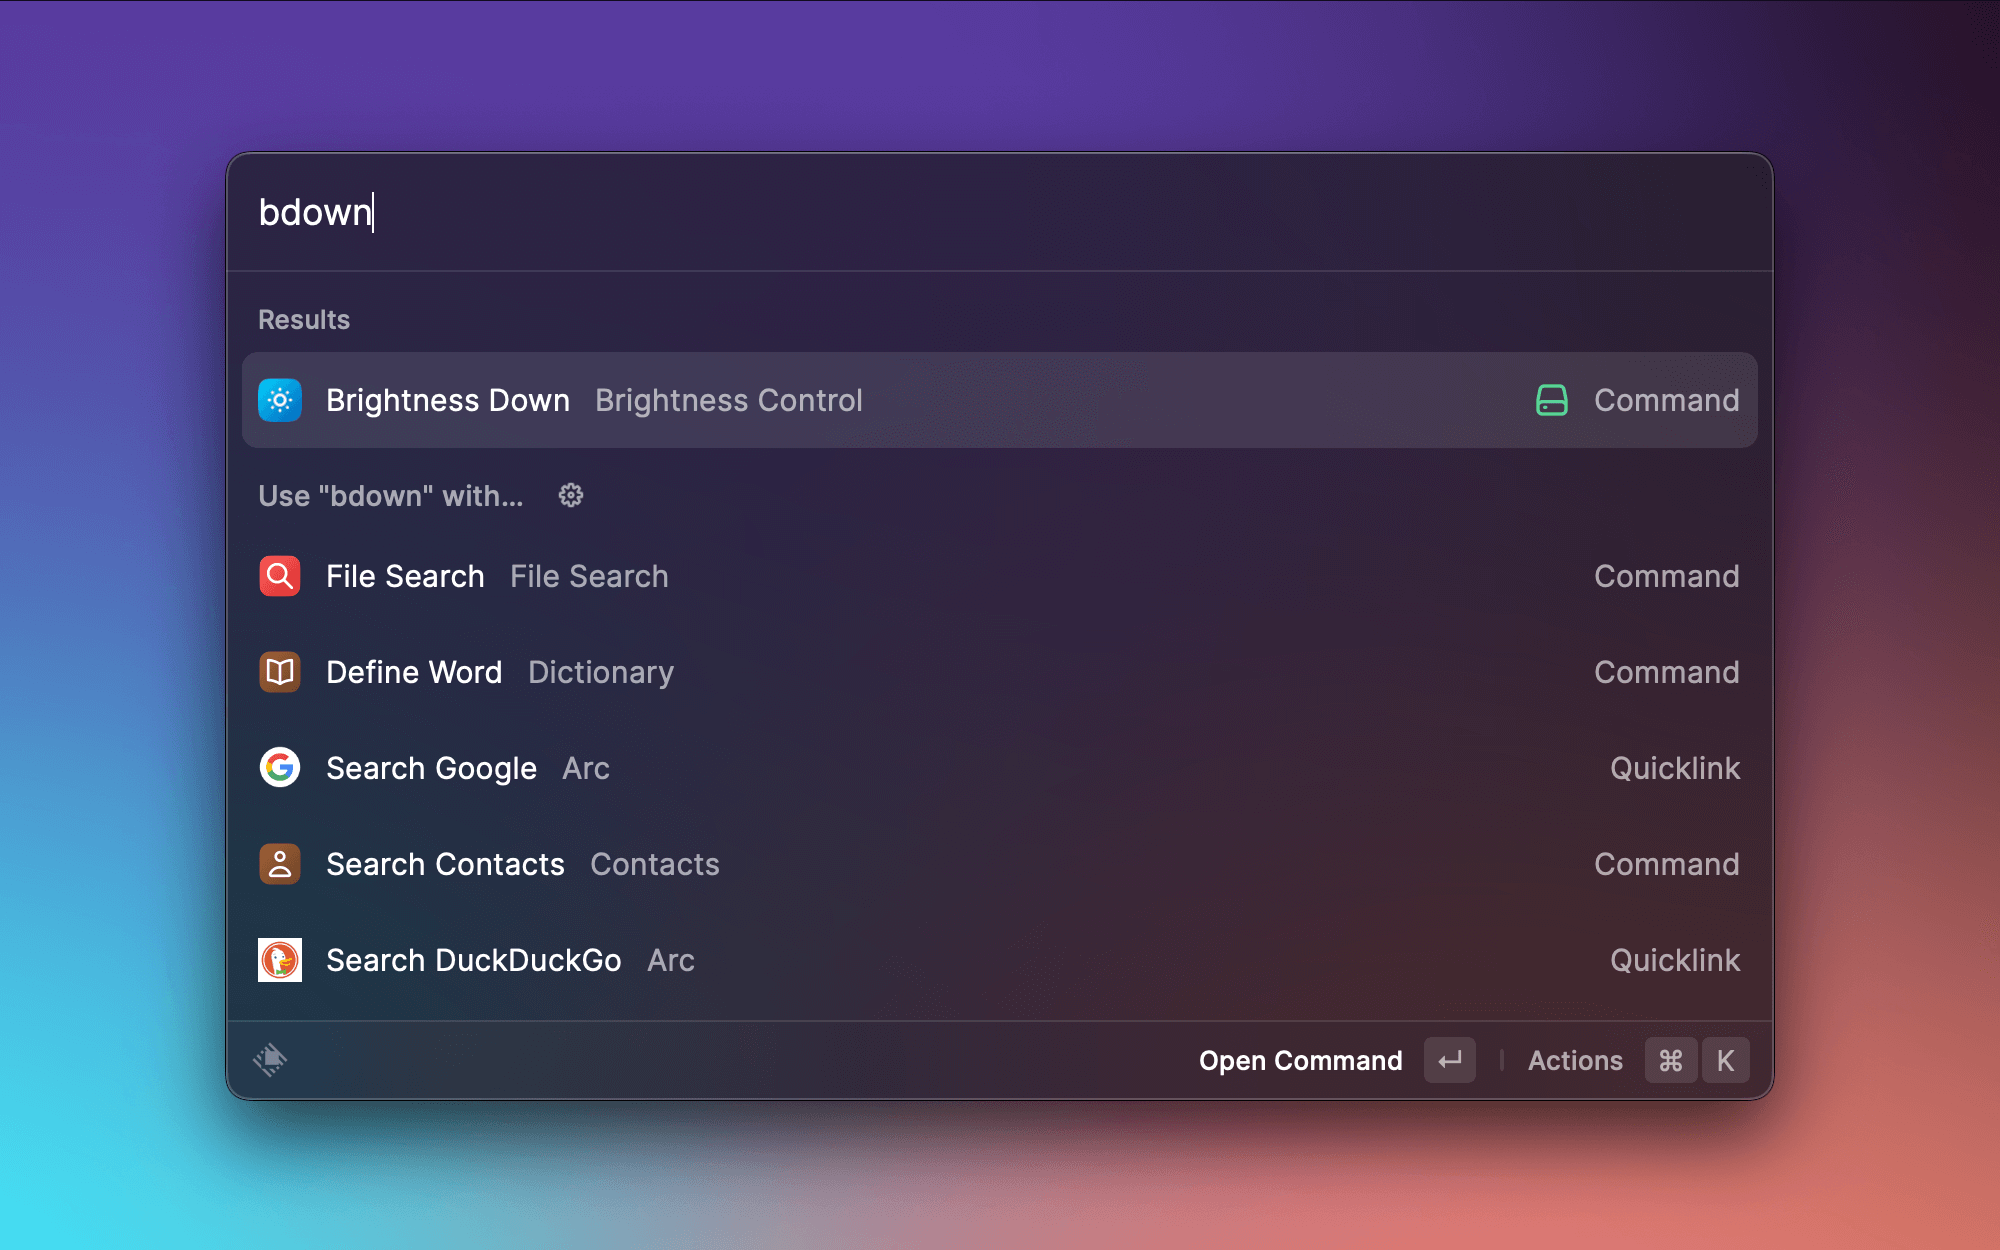 bdown
Results
Brightness Down Brightness Control Command
Use "bdown" with...
File Search File Search Command
Define Word Dictionary Command
Search Google Arc Quicklink
Search Contacts Contacts Command
Search DuckDuckGo Arc Quicklink
Open Command ↵ Actions ⌘ K